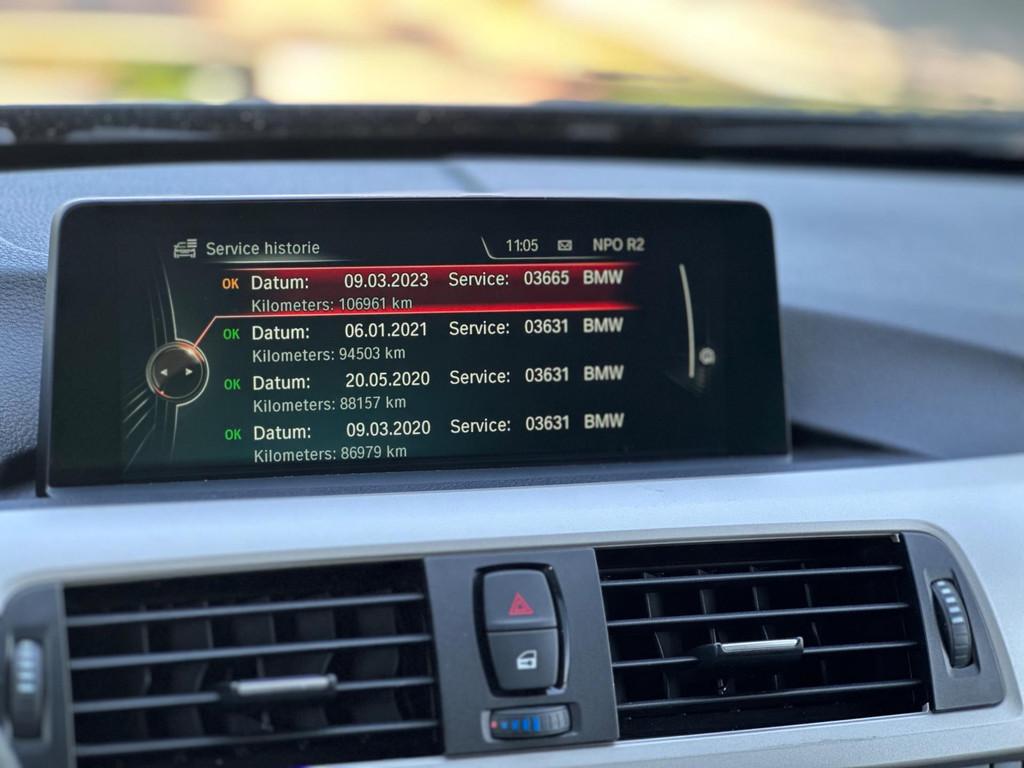 Service historie 11:05 NPO R2
OK Datum: 09.03.2023 Service: 03665 BMW
Kilometers: 106961 km
OK Datum: 06.01.2021 Service: 03631 BMW
Kilometers: 94503 km
OK Datum: 20.05.2020 Service: 03631 BMW
Kilometers: 88157 km
OK Datum: 09.03.2020 Service: 03631 BMW
Kilometers: 86979 km